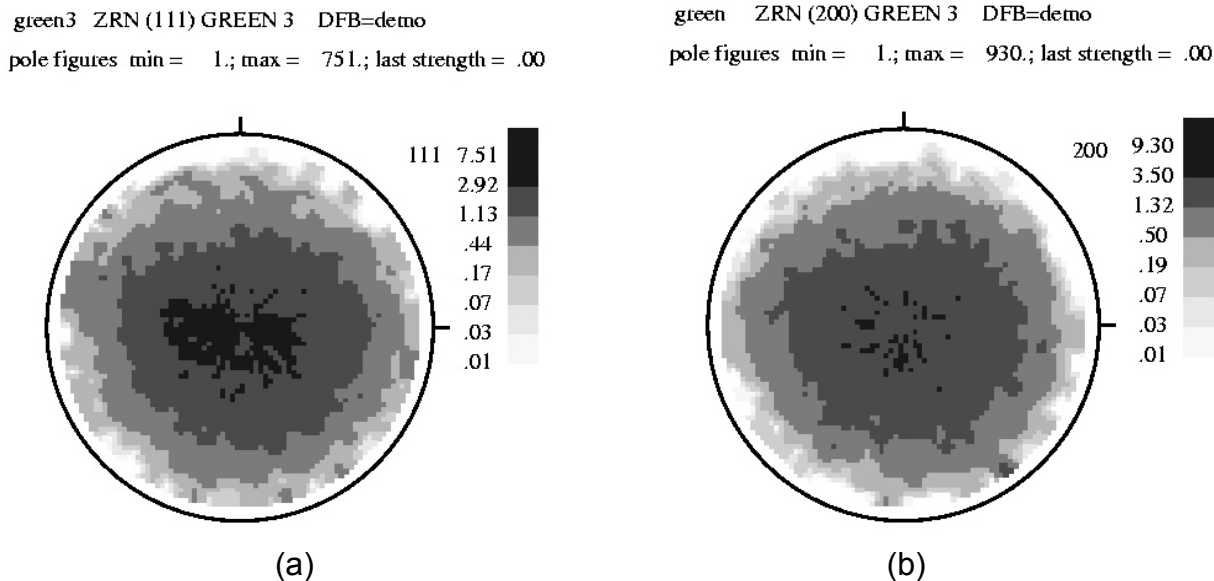 green3 ZRN (111) GREEN 3 DFB=demo
pole figures min = 1.; max = 751.; last strength = .00
111 7.51
2.92
1.13
.44
.17
.07
.03
.01
(a)
green ZRN (200) GREEN 3 DFB=demo
pole figures min = 1.; max = 930.; last strength = .00
200 9.30
3.50
1.32
.50
.19
.07
.03
.01
(b)